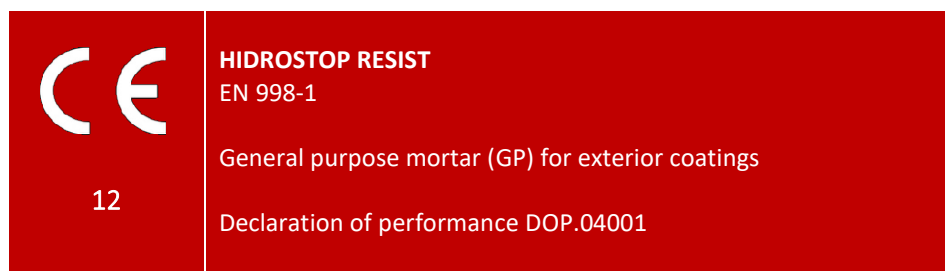 CE
12
HIDROSTOP RESIST
EN 998-1
General purpose mortar (GP) for exterior coatings
Declaration of performance DOP.04001